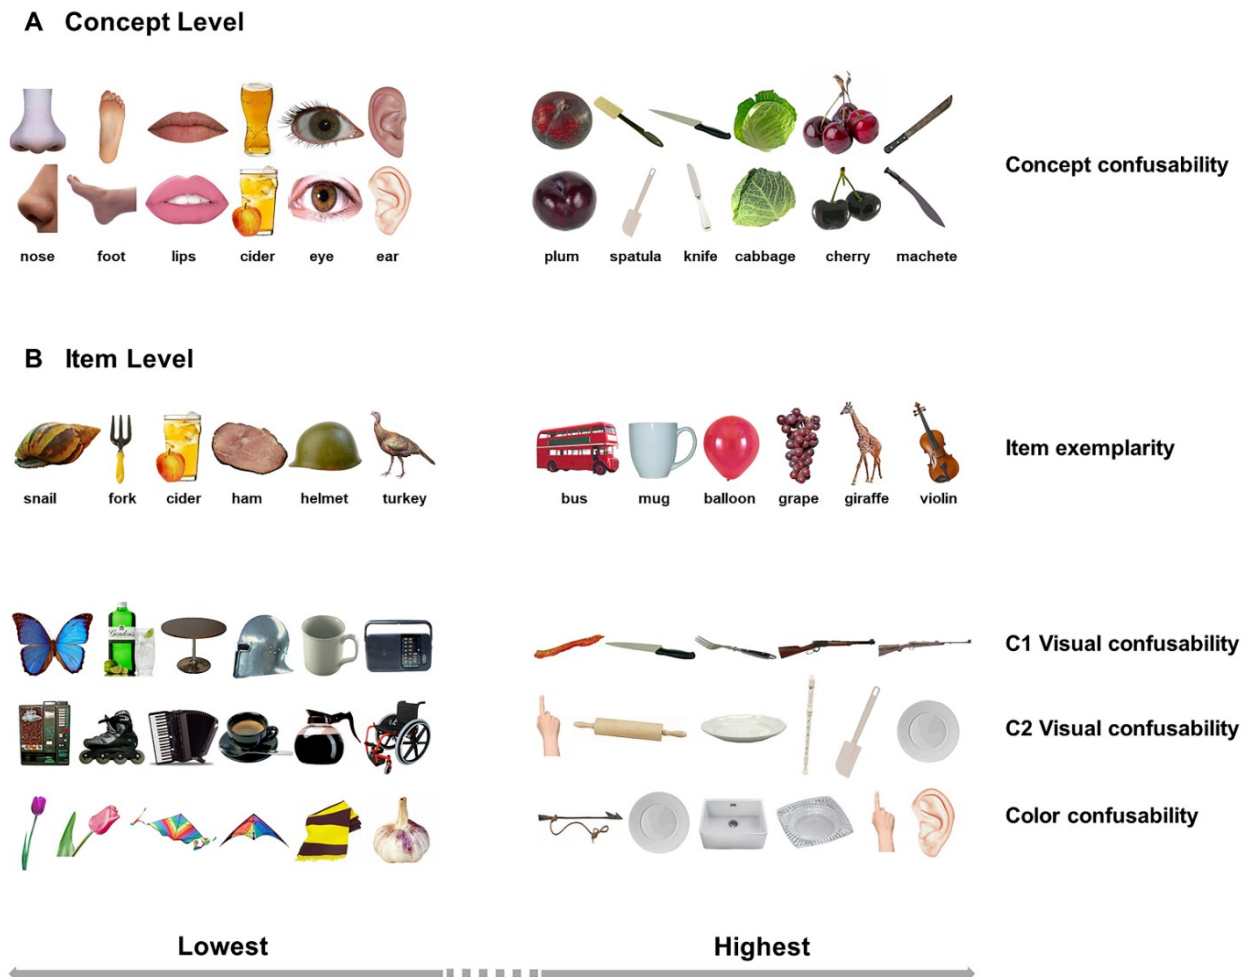 A Concept Level
nose foot lips cider eye ear
plum spatula knife cabbage cherry machete
Concept confusability
B Item Level
snail fork cider ham helmet turkey
bus mug balloon grape giraffe violin
Item exemplarity
Gordon's
C1 Visual confusability
C2 Visual confusability
Color confusability
Lowest
Highest